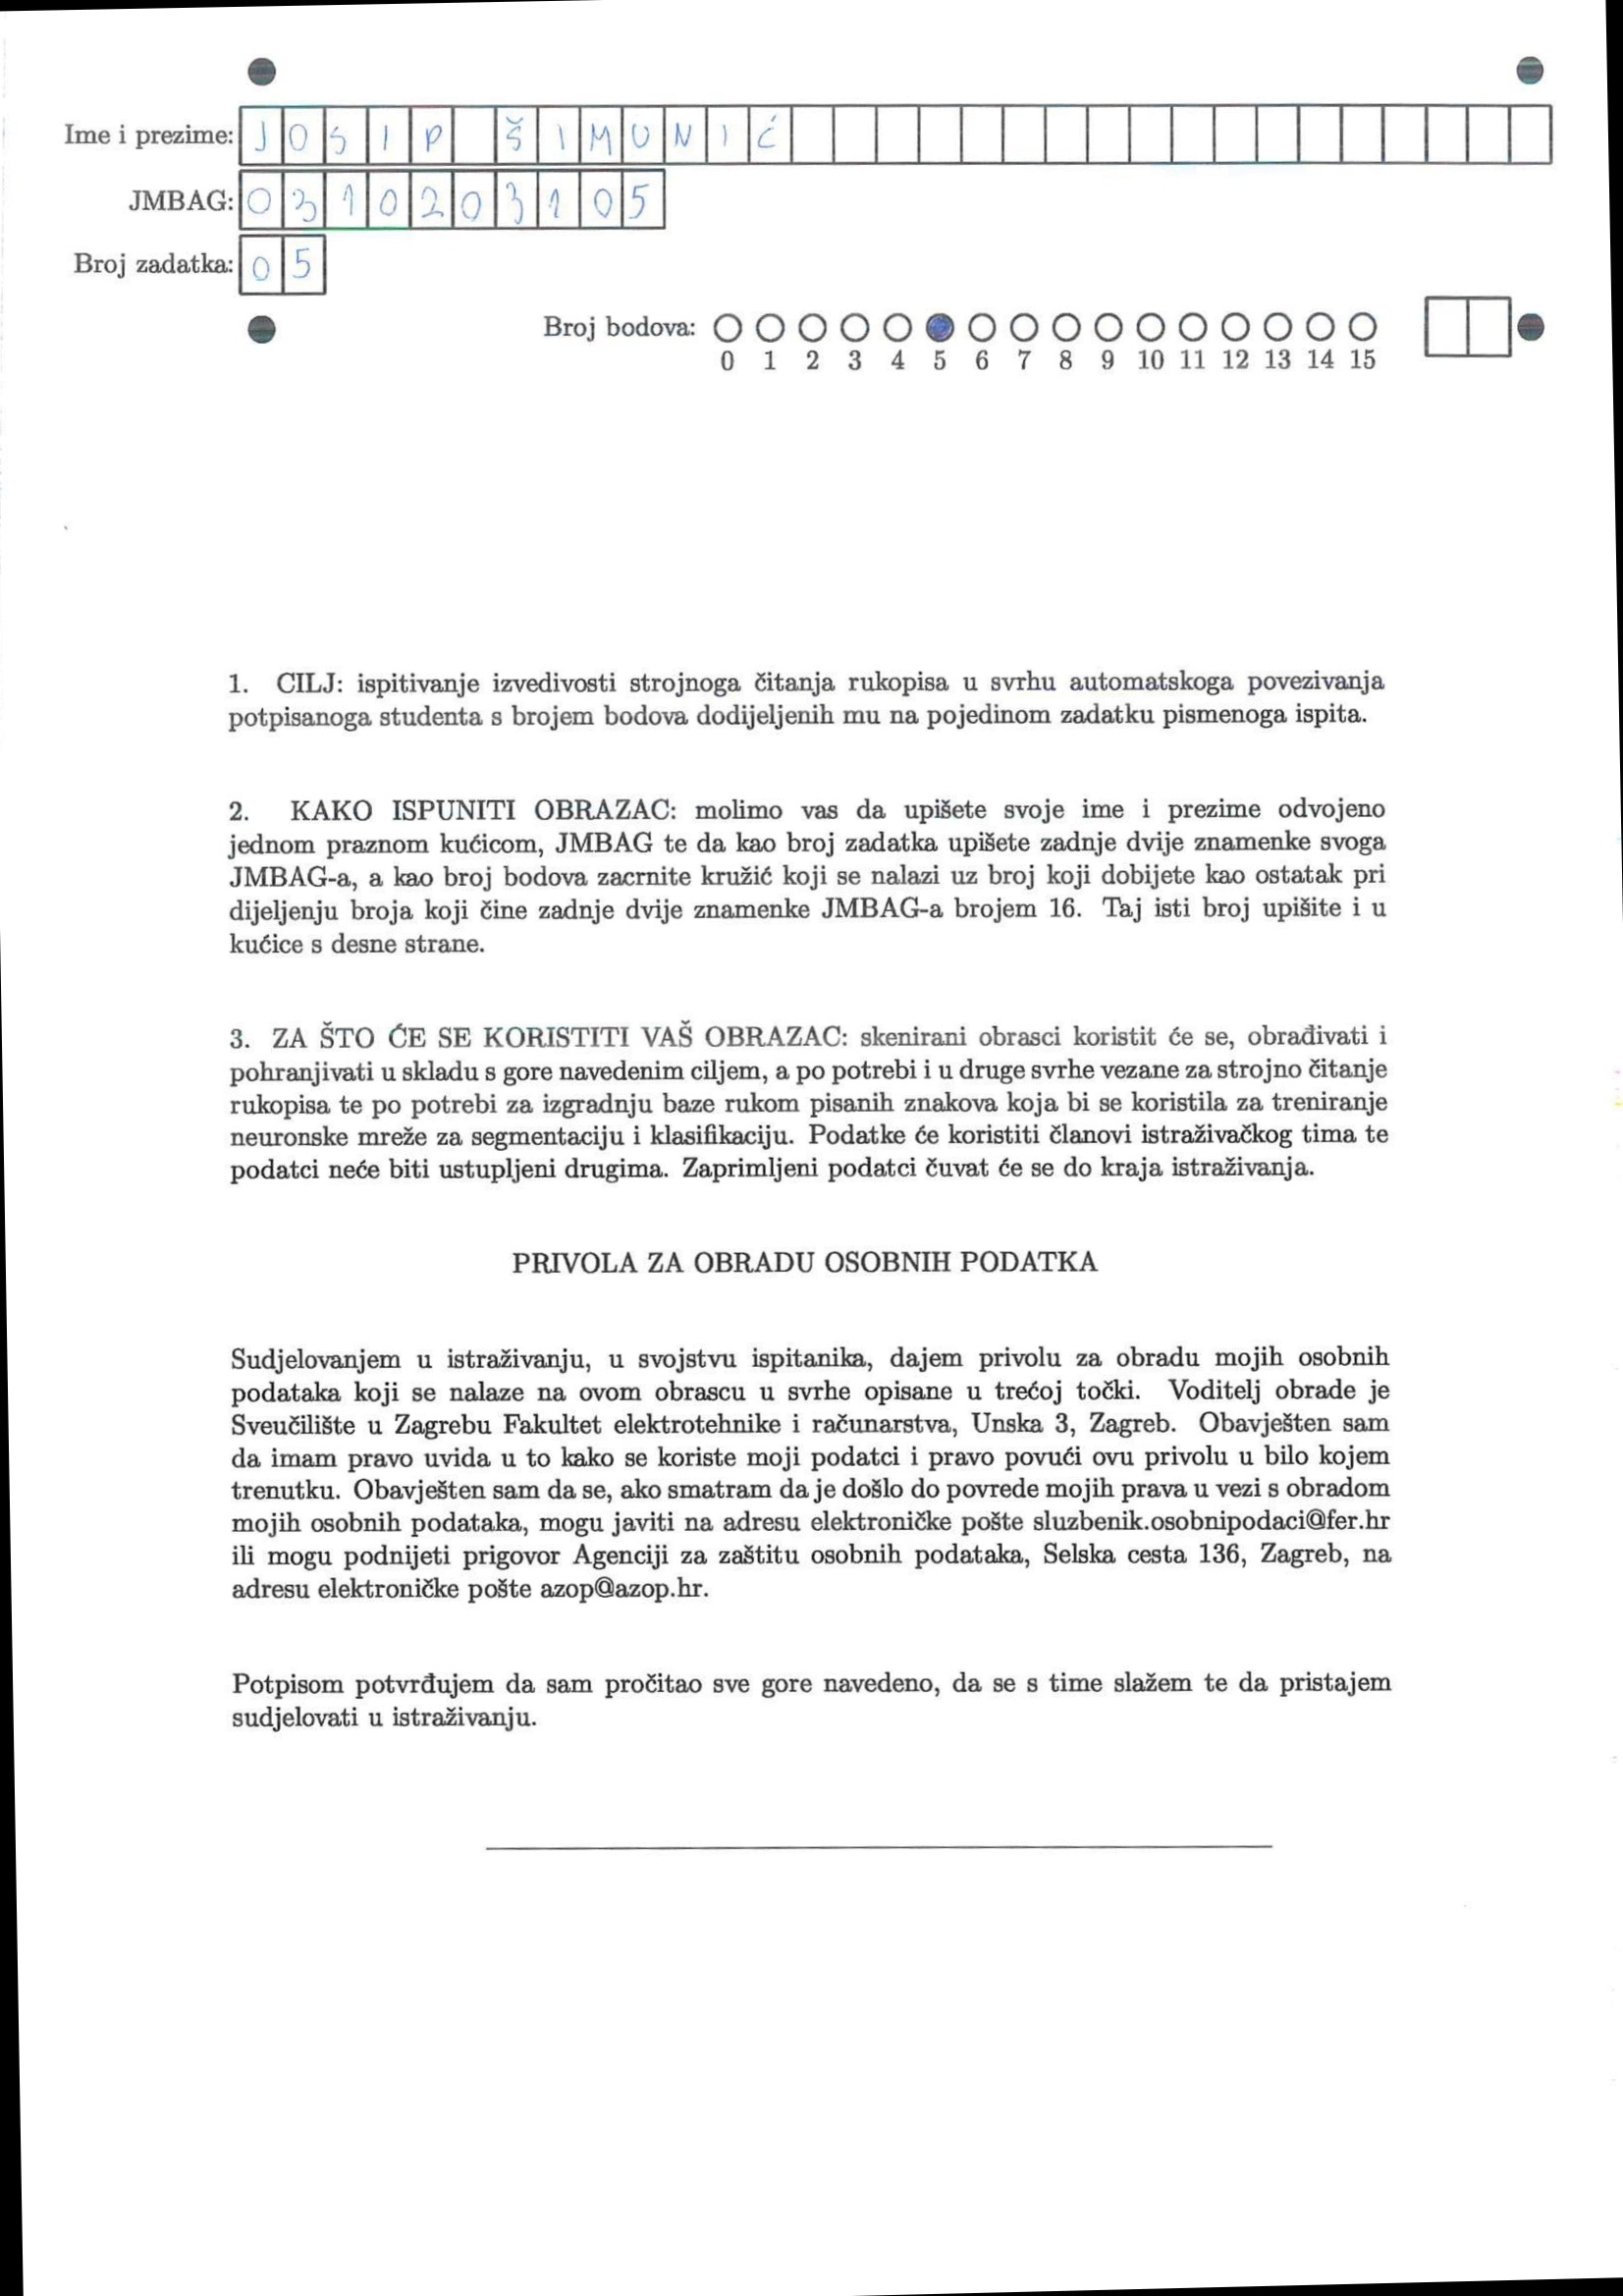 Ime i prezime: JOSIP ŠIMUNIĆ
JMBAG: 0310203105
Broj zadatka: 05
Broj bodova:
0 1 2 3 4 5 6 7 8 9 10 11 12 13 14 15
1. CILJ: ispitivanje izvedivosti strojnoga čitanja rukopisa u svrhu automatskoga povezivanja
potpisanoga studenta s brojem bodova dodijeljenih mu na pojedinom zadatku pismenoga ispita.
2. KAKO ISPUNITI OBRAZAC: molimo vas da upišete svoje ime i prezime odvojeno
jednom praznom kućicom, JMBAG te da kao broj zadatka upišete zadnje dvije znamenke svoga
JMBAG-a, a kao broj bodova zacrnite kružić koji se nalazi uz broj koji dobijete kao ostatak pri
dijeljenju broja koji čine zadnje dvije znamenke JMBAG-a brojem 16. Taj isti broj upišite i u
kućice s desne strane.
3. ZA ŠTO ĆE SE KORISTITI VAŠ OBRAZAC: skenirani obrasci koristit će se, obrađivati i
pohranjivati u skladu s gore navedenim ciljem, a po potrebi i u druge svrhe vezane za strojno čitanje
rukopisa te po potrebi za izgradnju baze rukom pisanih znakova koja bi se koristila za treniranje
neuronske mreže za segmentaciju i klasifikaciju. Podatke će koristiti članovi istraživačkog tima te
podatci neće biti ustupljeni drugima. Zaprimljeni podatci čuvat će se do kraja istraživanja.
PRIVOLA ZA OBRADU OSOBNIH PODATKA
Sudjelovanjem u istraživanju, u svojstvu ispitanika, dajem privolu za obradu mojih osobnih
podataka koji se nalaze na ovom obrascu u svrhe opisane u trećoj točki. Voditelj obrade je
Sveučilište u Zagrebu Fakultet elektrotehnike i računarstva, Unska 3, Zagreb. Obavješten sam
da imam pravo uvida u to kako se koriste moji podatci i pravo povući ovu privolu u bilo kojem
trenutku. Obavješten sam da se, ako smatram da je došlo do povrede mojih prava u vezi s obradom
mojih osobnih podataka, mogu javiti na adresu elektroničke pošte sluzbenik.osobnipodaci@fer.hr
ili mogu podnijeti prigovor Agenciji za zaštitu osobnih podataka, Selska cesta 136, Zagreb, na
adresu elektroničke pošte azop@azop.hr.
Potpisom potvrđujem da sam pročitao sve gore navedeno, da se s time slažem te da pristajem
sudjelovati u istraživanju.